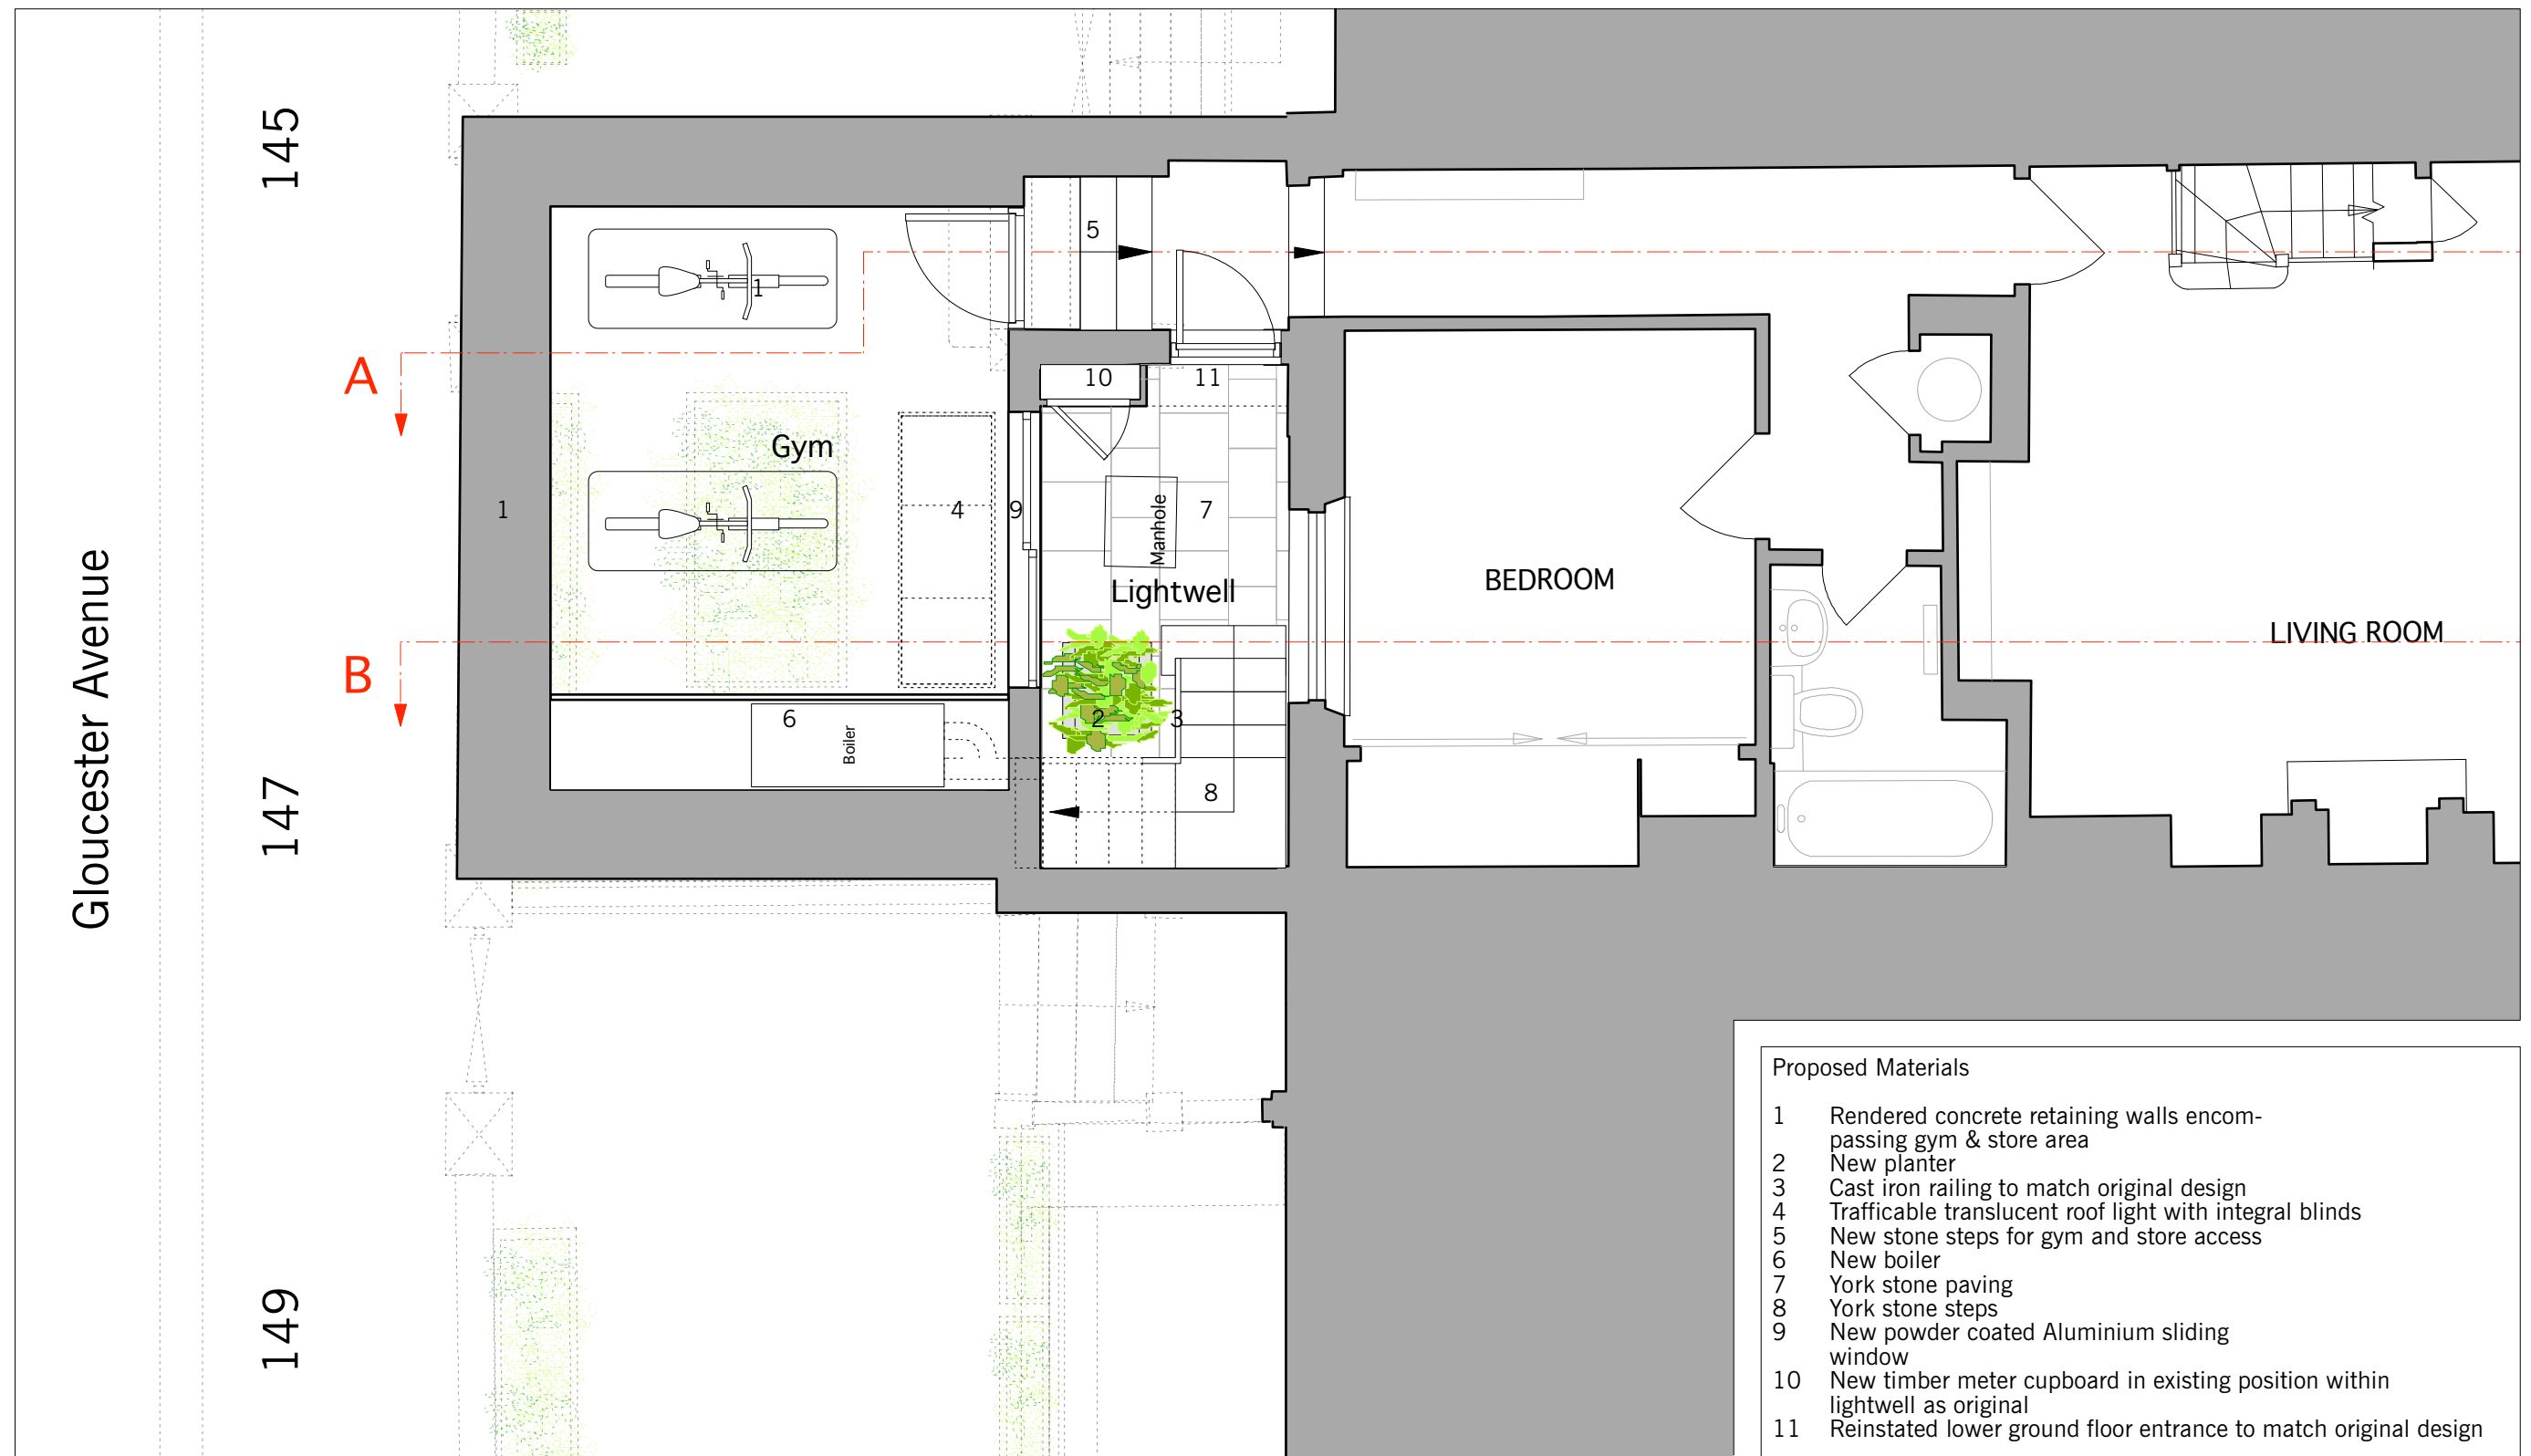 145
5
1
A
10
11
Gym
1
4
9
Manhole
7
Lightwell
BEDROOM
Gloucester Avenue
LIVING ROOM
B
6
Boiler
2
3
8
147
149
Proposed Materials
1 Rendered concrete retaining walls encom-
passing gym & store area
2 New planter
3 Cast iron railing to match original design
4 Trafficable translucent roof light with integral blinds
5 New stone steps for gym and store access
6 New boiler
7 York stone paving
8 York stone steps
9 New powder coated Aluminium sliding
window
10 New timber meter cupboard in existing position within
lightwell as original
11 Reinstated lower ground floor entrance to match original design